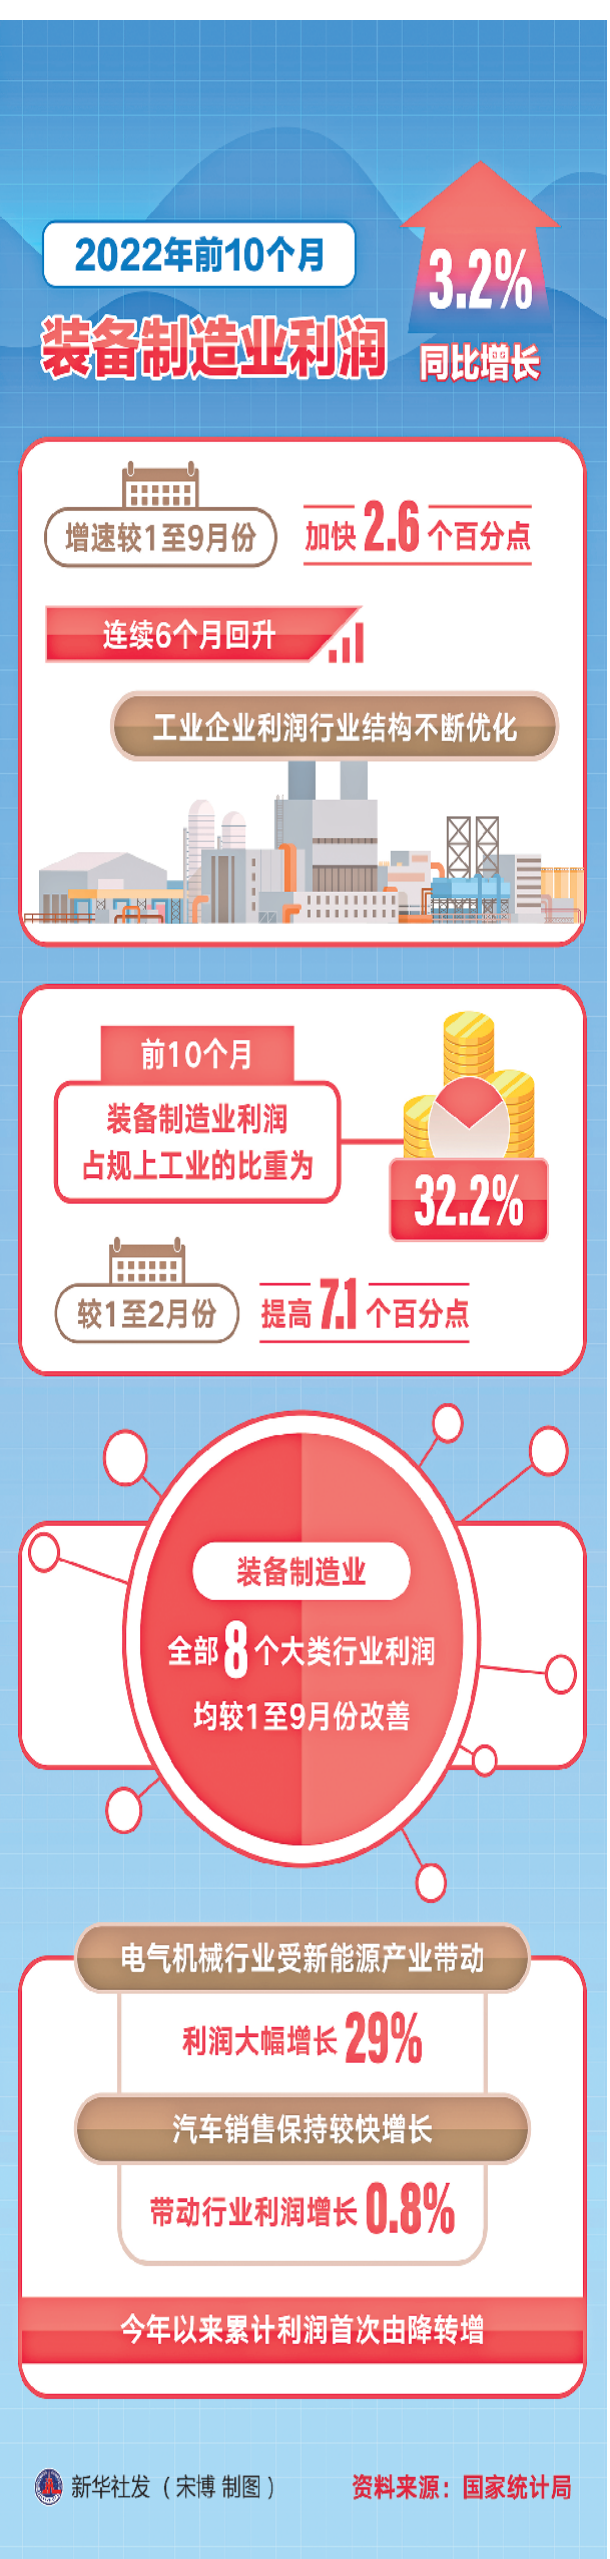 2022年前10个月
装备制造业利润
3.2%
同比增长
增速较1至9月份
加快2.6个百分点
连续6个月回升
工业企业利润行业结构不断优化
前10个月
装备制造业利润
占规上工业的比重为
32.2%
较1至2月份
提高7.1个百分点
装备制造业
全部8个大类行业利润
均较1至9月份改善
电气机械行业受新能源产业带动
利润大幅增长29%
汽车销售保持较快增长
带动行业利润增长0.8%
今年以来累计利润首次由降转增
新华社发（宋博 制图）
资料来源：国家统计局